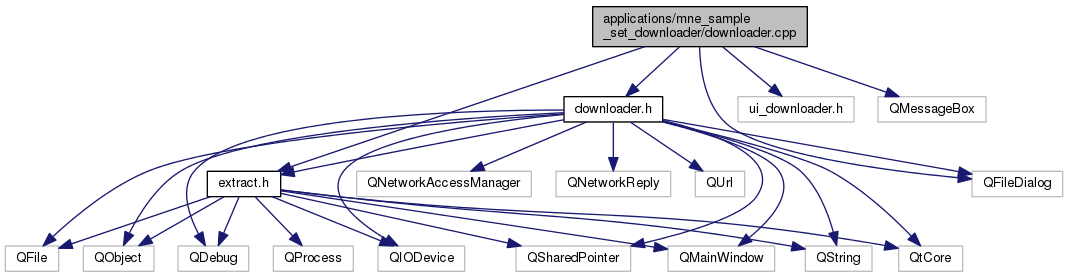 applications/mne_sample
_set_downloader/downloader.cpp
downloader.h
ui_downloader.h
QMessageBox
extract.h
QNetworkAccessManager
QNetworkReply
QUrl
QFileDialog
QFile
QObject
QDebug
QProcess
QIODevice
QSharedPointer
QMainWindow
QString
QtCore